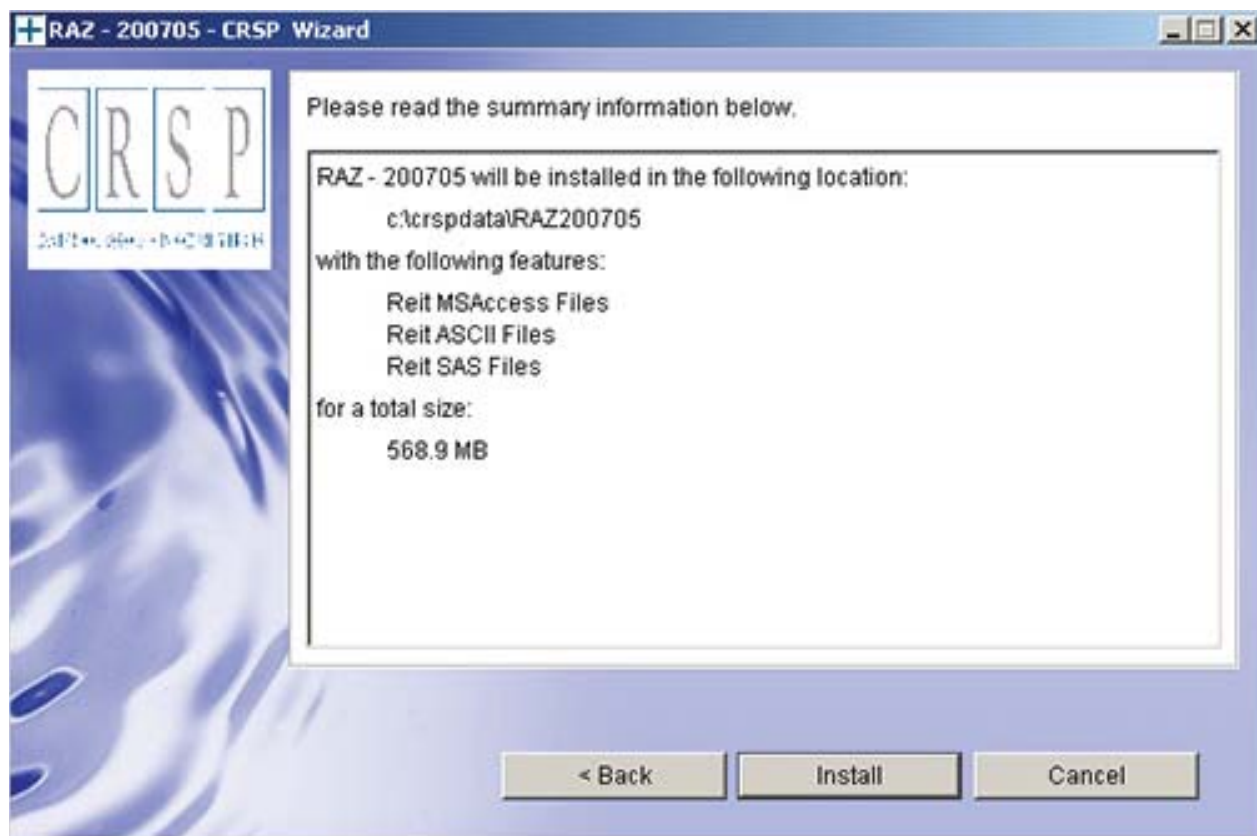 RAZ - 200705 - CRSP Wizard
CRSP
Please read the summary information below.
RAZ - 200705 will be installed in the following location:
c:\crspdata\RAZ200705
with the following features:
Reit MSAccess Files
Reit ASCII Files
Reit SAS Files
for a total size:
568.9 MB
< Back
Install
Cancel